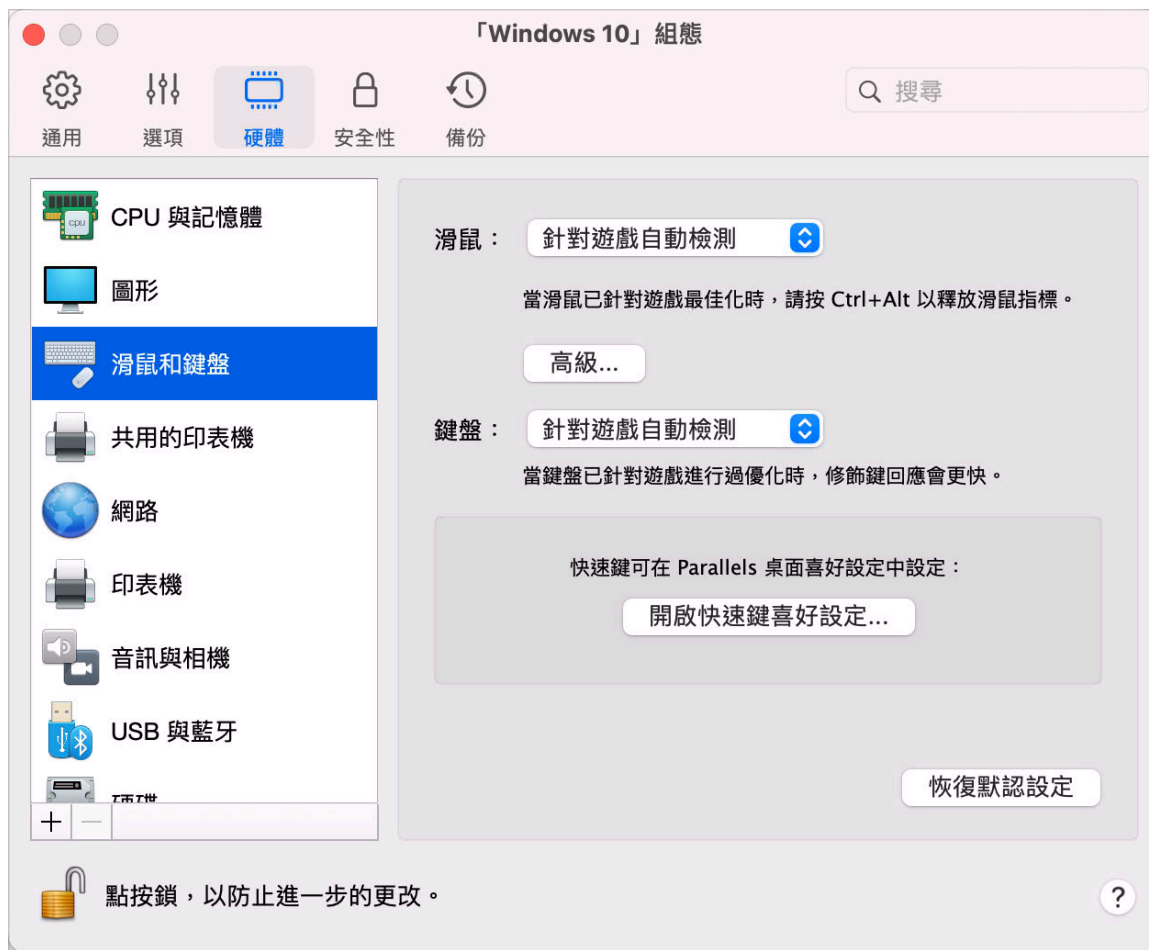 「Windows 10」組態
通用
選項
硬體
安全性
備份
搜尋
CPU 與記憶體
圖形
滑鼠和鍵盤
共用的印表機
網路
印表機
音訊與相機
USB 與藍牙
硬碟
滑鼠：
針對遊戲自動檢測
當滑鼠已針對遊戲最佳化時，請按 Ctrl+Alt 以釋放滑鼠指標。
高級...
鍵盤：
針對遊戲自動檢測
當鍵盤已針對遊戲進行過優化時，修飾鍵回應會更快。
快速鍵可在 Parallels 桌面喜好設定中設定：
開啟快速鍵喜好設定...
恢復默認設定
點按鎖，以防止進一步的更改。
?